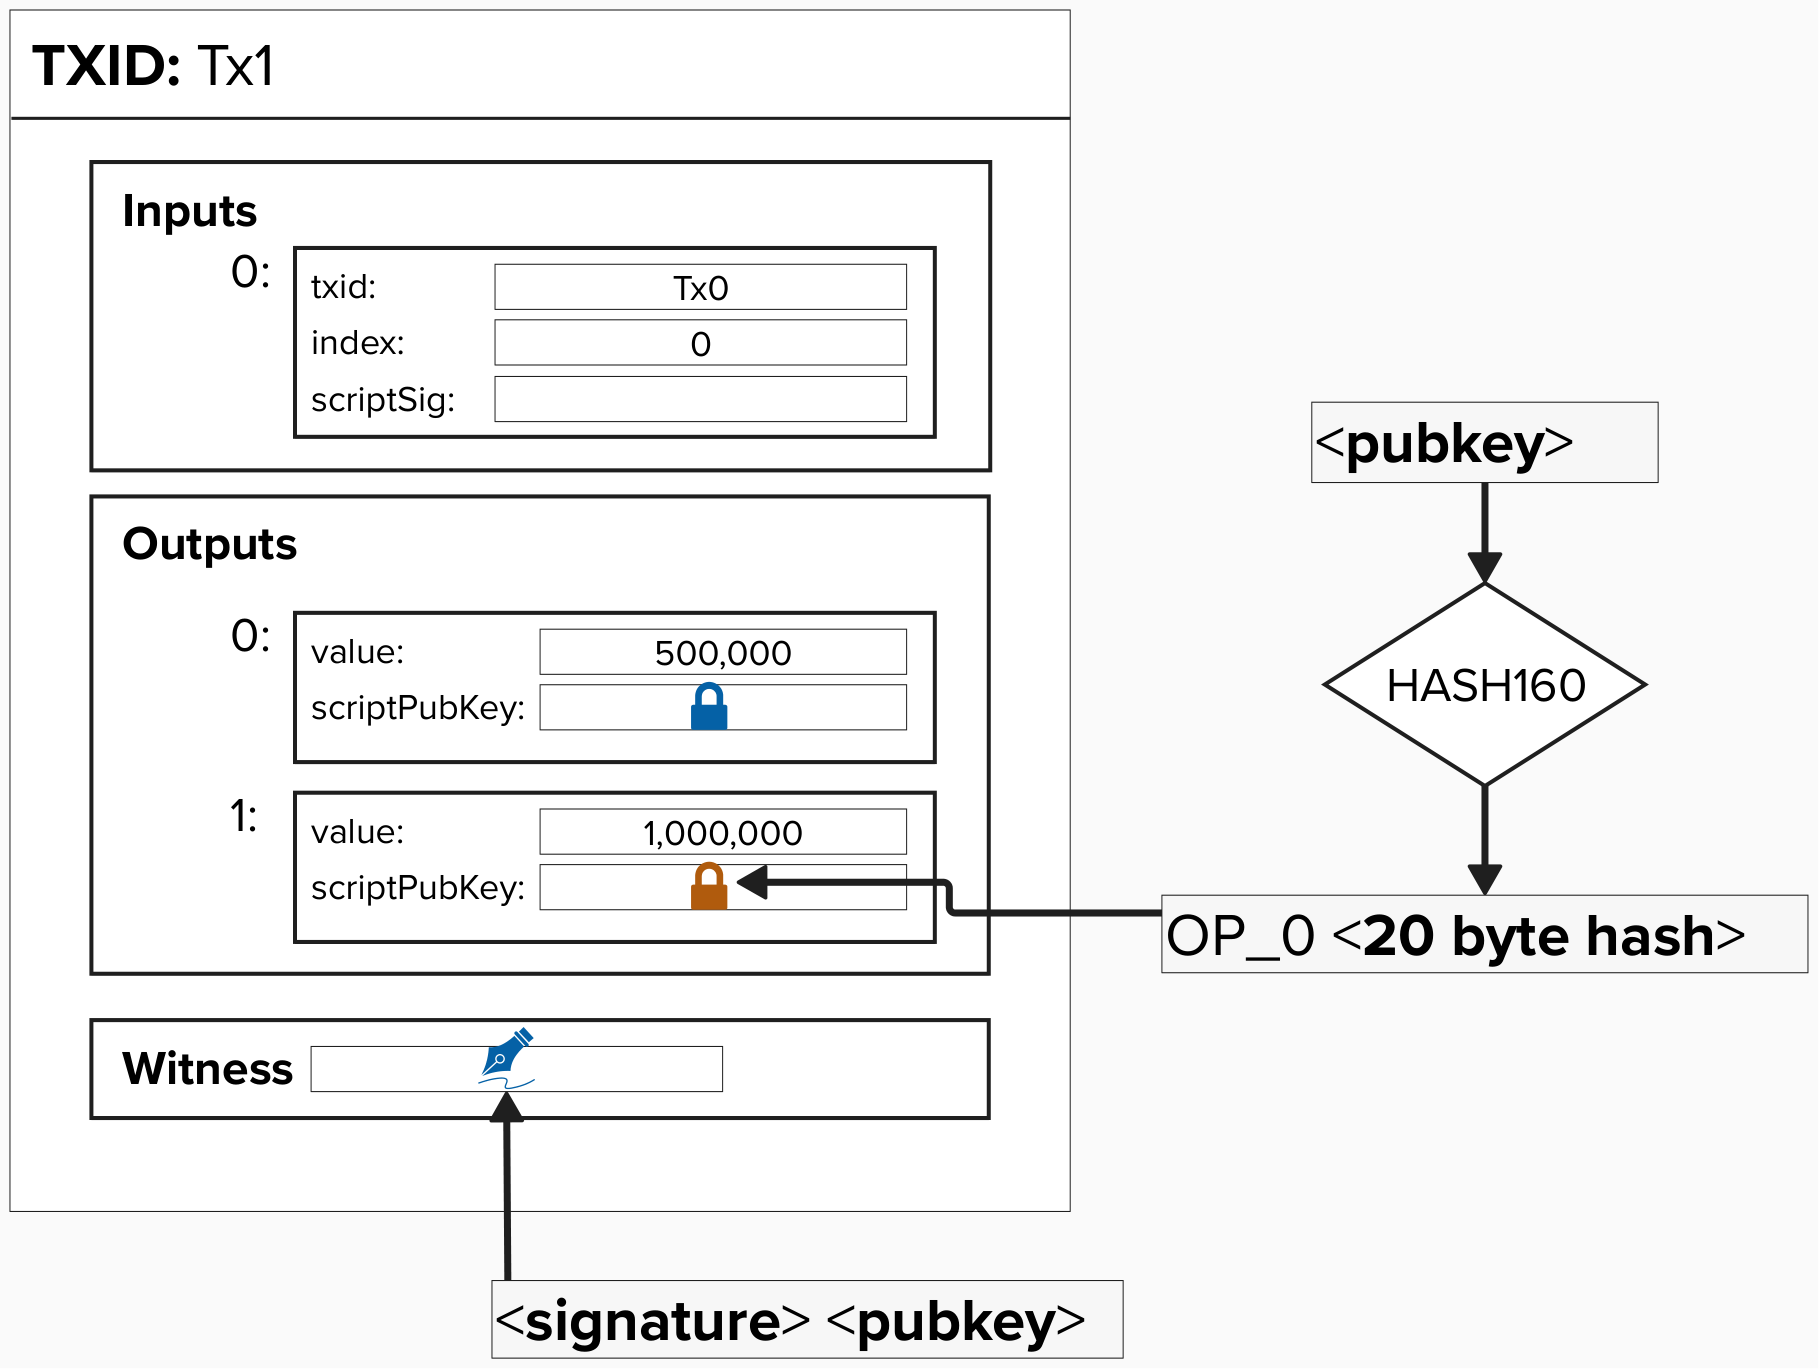 TXID: Tx1
Inputs
0:
txid: Tx0
index: 0
scriptSig:
Outputs
0:
value: 500,000
scriptPubKey:
1:
value: 1,000,000
scriptPubKey:
Witness
<signature> <pubkey>
<pubkey>
HASH160
OP_0 <20 byte hash>